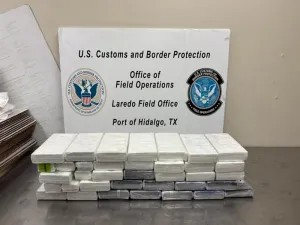 U.S. Customs and Border Protection
Office of
Field Operations
Laredo Field Office
Port of Hidalgo, TX